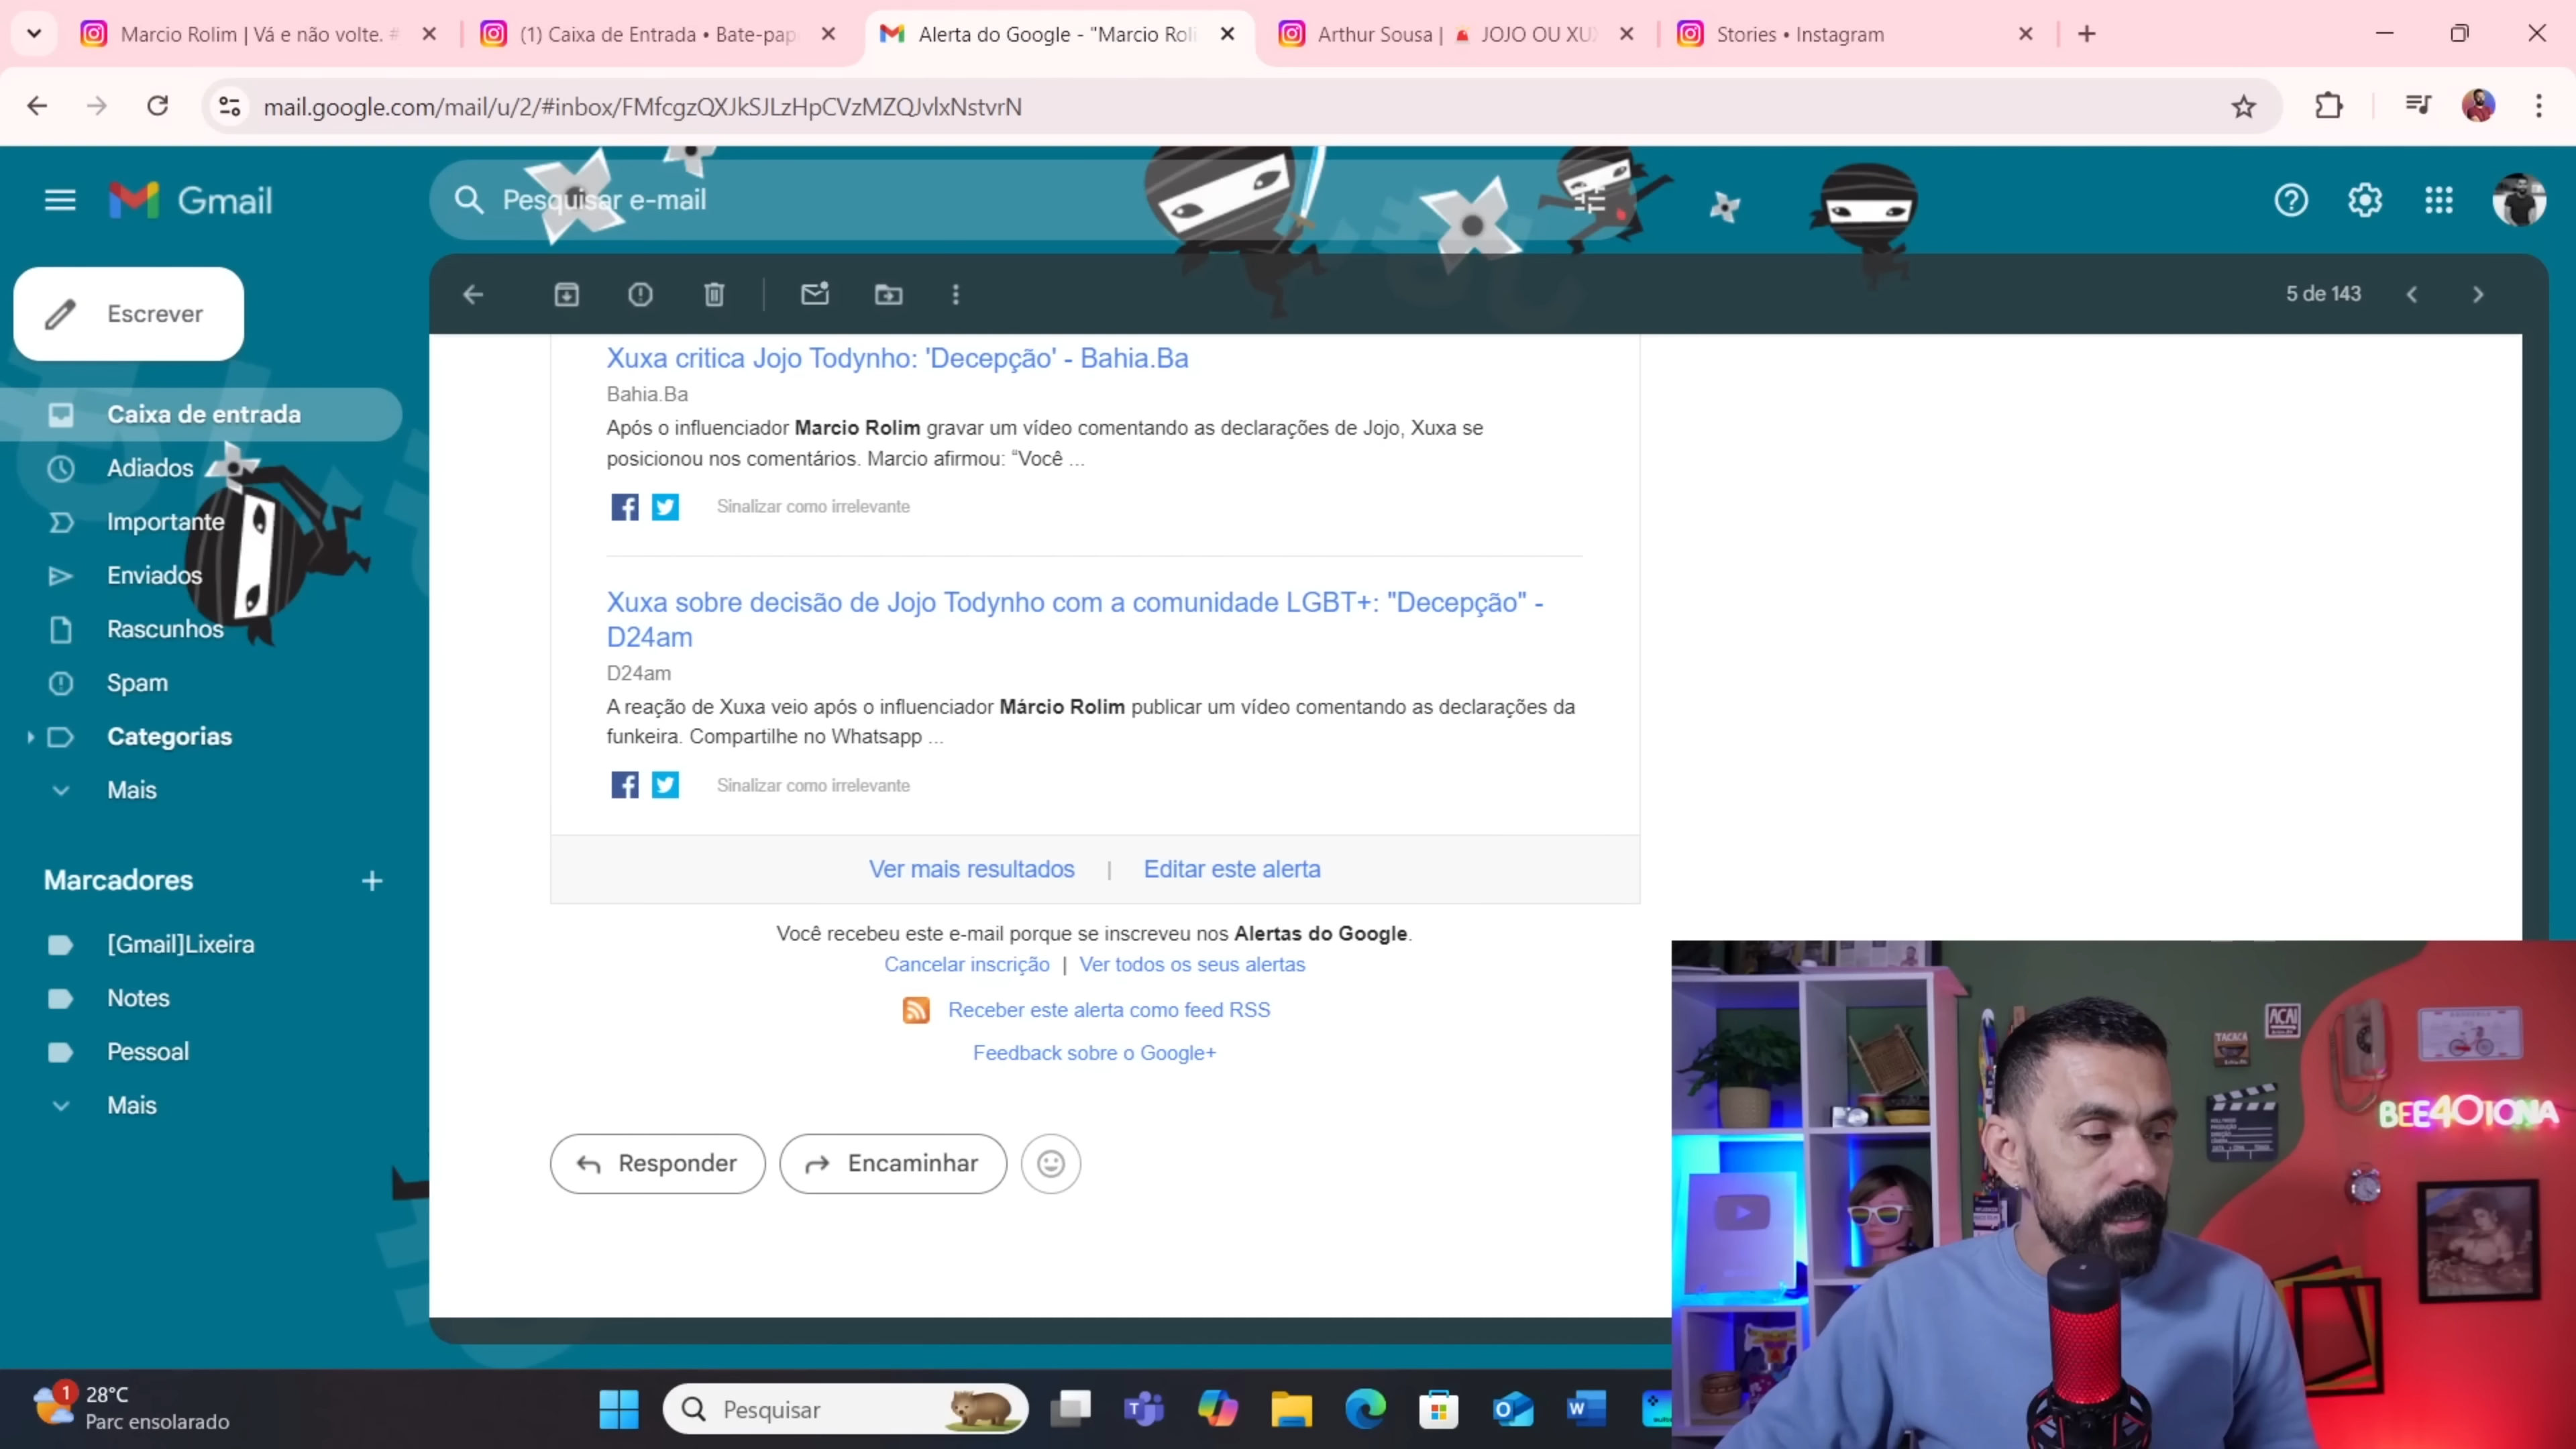 Marcio Rolim | Vá e não volte. #
(1) Caixa de Entrada • Bate-pap
Alerta do Google - "Marcio Roli
Arthur Sousa | JOJO OU XUX
Stories • Instagram
mail.google.com/mail/u/2/#inbox/FMfcgzQXJkSJLzHpCVzMZQJvlxNstvrN
Gmail
Pesquisar e-mail
Escrever
5 de 143
Caixa de entrada
Adiados
Importante
Enviados
Rascunhos
Spam
Categorias
Mais
Marcadores
[Gmail]Lixeira
Notes
Pessoal
Mais
Xuxa critica Jojo Todynho: 'Decepção' - Bahia.Ba
Bahia.Ba
Após o influenciador Marcio Rolim gravar um vídeo comentando as declarações de Jojo, Xuxa se
posicionou nos comentários. Marcio afirmou: “Você ...
Sinalizar como irrelevante
Xuxa sobre decisão de Jojo Todynho com a comunidade LGBT+: "Decepção" -
D24am
D24am
A reação de Xuxa veio após o influenciador Márcio Rolim publicar um vídeo comentando as declarações da
funkeira. Compartilhe no Whatsapp ...
Sinalizar como irrelevante
Ver mais resultados | Editar este alerta
Você recebeu este e-mail porque se inscreveu nos Alertas do Google.
Cancelar inscrição | Ver todos os seus alertas
Receber este alerta como feed RSS
Feedback sobre o Google+
Responder
Encaminhar
AÇAI
TACACÁ
BEE40TONA
1
28°C
Parc ensolarado
Pesquisar